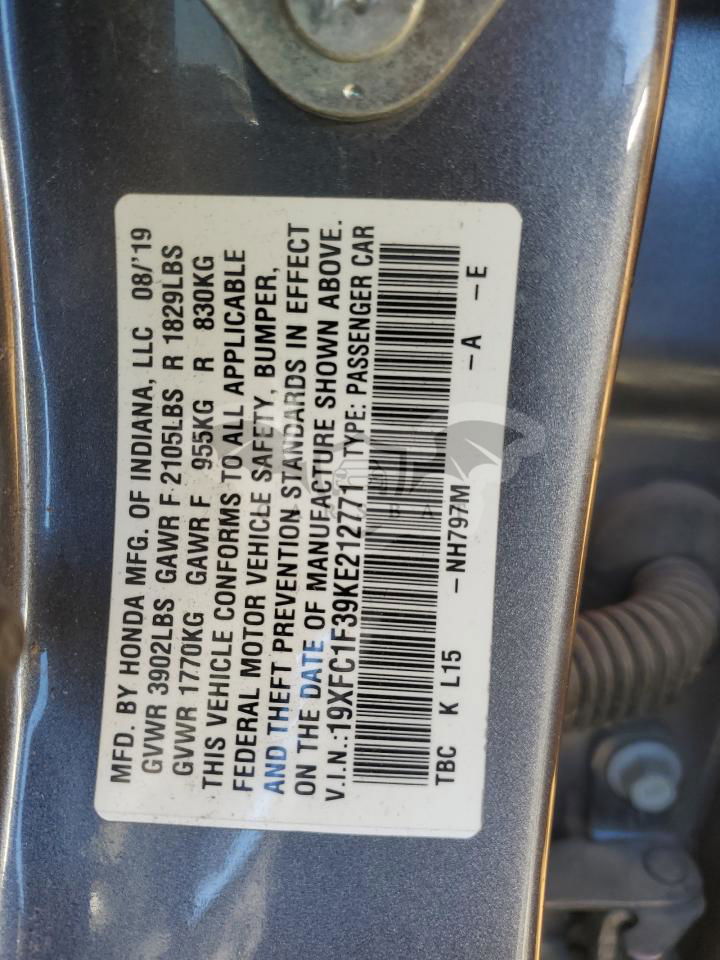 MFD. BY HONDA MFG. OF INDIANA, LLC 08/'19
GVWR 3902LBS GAWR F 2105LBS R 1829LBS
GVWR 1770KG GAWR F 955KG R 830KG
THIS VEHICLE CONFORMS TO ALL APPLICABLE
FEDERAL MOTOR VEHICLE SAFETY, BUMPER,
AND THEFT PREVENTION STANDARDS IN EFFECT
ON THE DATE OF MANUFACTURE SHOWN ABOVE.
V.I.N.:19XFC1F39KE212771 TYPE: PASSENGER CAR
TBC K L15 -NH797M -A -E